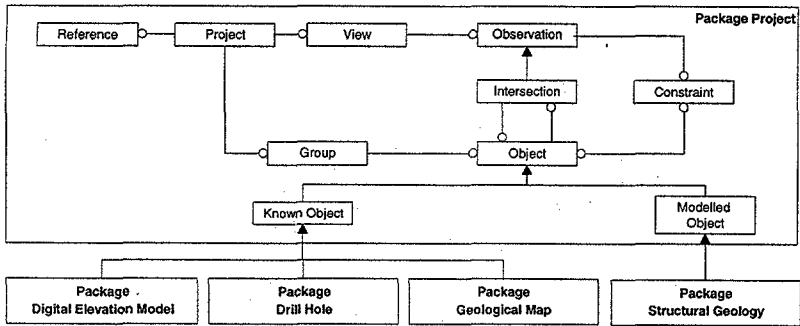 Package Project
Reference
Project
View
Observation
Intersection
Constraint
Group
Object
Known Object
Modelled
Object
Package
Digital Elevation Model
Package
Drill Hole
Package
Geological Map
Package
Structural Geology